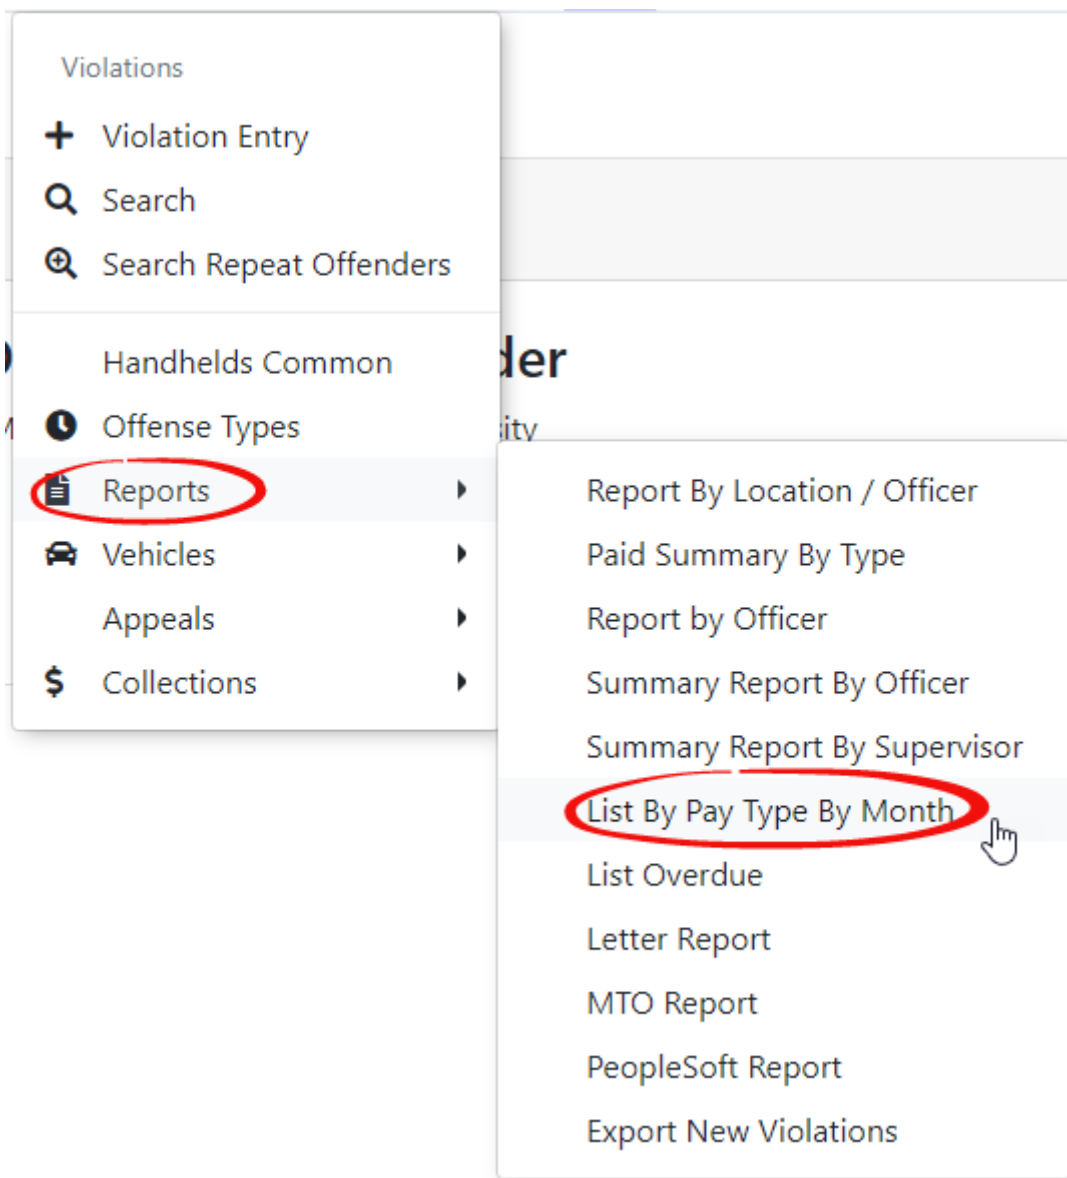 Violations
Violation Entry
Search
Search Repeat Offenders
Handhelds Common
Offense Types
Reports
Vehicles
Appeals
Collections
Report By Location / Officer
Paid Summary By Type
Report by Officer
Summary Report By Officer
Summary Report By Supervisor
List By Pay Type By Month
List Overdue
Letter Report
MTO Report
PeopleSoft Report
Export New Violations